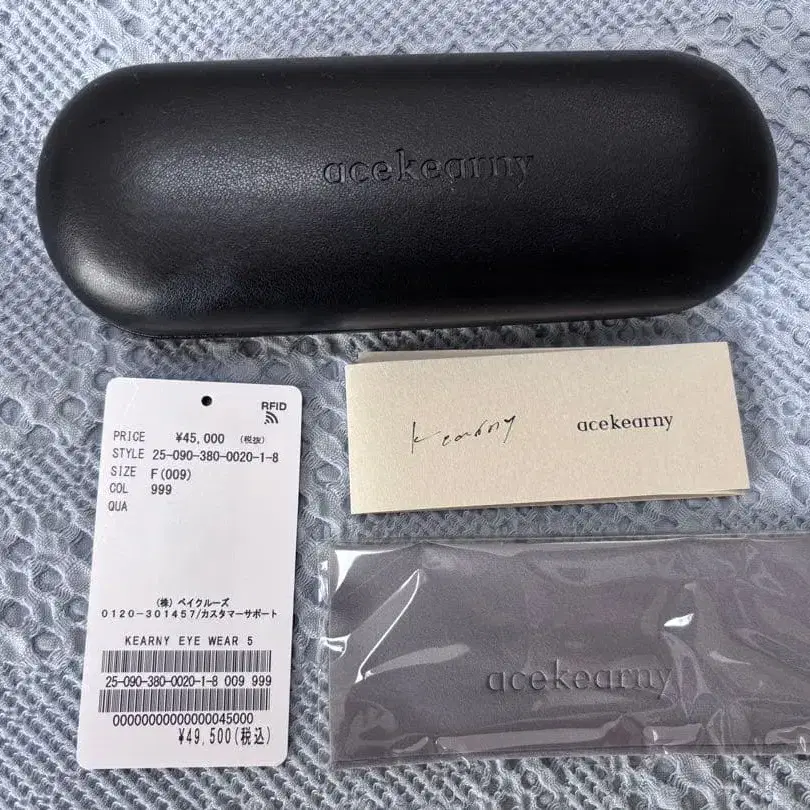 acekearny
RFID
PRICE ¥45,000 (税抜)
STYLE 25-090-380-0020-1-8
SIZE F(009)
COL 999
QUA
(株)ベイクルーズ
0120-301457/カスタマーサポート
KEARNY EYE WEAR 5
25-090-380-0020-1-8 009 999
00000000000000045000
¥49,500(税込)
Kearny acekearny
acekearny